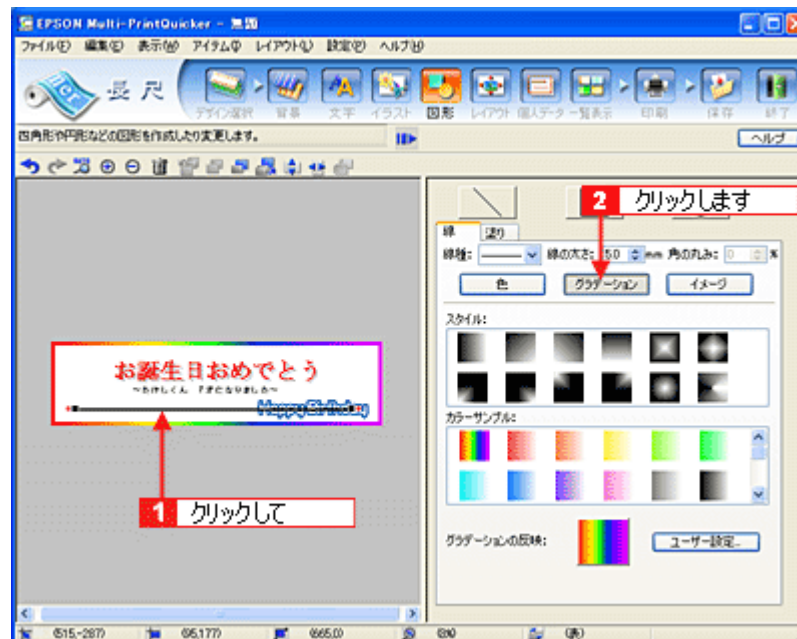 EPSON Multi-PrintQuicker - 無題
ファイル(F) 編集(E) 表示(W) アイテム(I) レイアウト(L) 設定(P) ヘルプ(H)
長尺
デザイン選択 背景 文字 イラスト 図形 レイアウト 個人データ 一覧表示 印刷 保存 終了
四角形や円形などの図形を作成したり変更します。
ヘルプ
2 クリックします
線 塗り
線種: 線の太さ: 5.0 mm 角の丸み: 0 %
色 グラデーション イメージ
スタイル:
お誕生日おめでとう
Happy Birthday
カラーサンプル:
1 クリックして
グラデーションの反映: ユーザー設定...
(515,-287) (95,177) (665,0) (表)